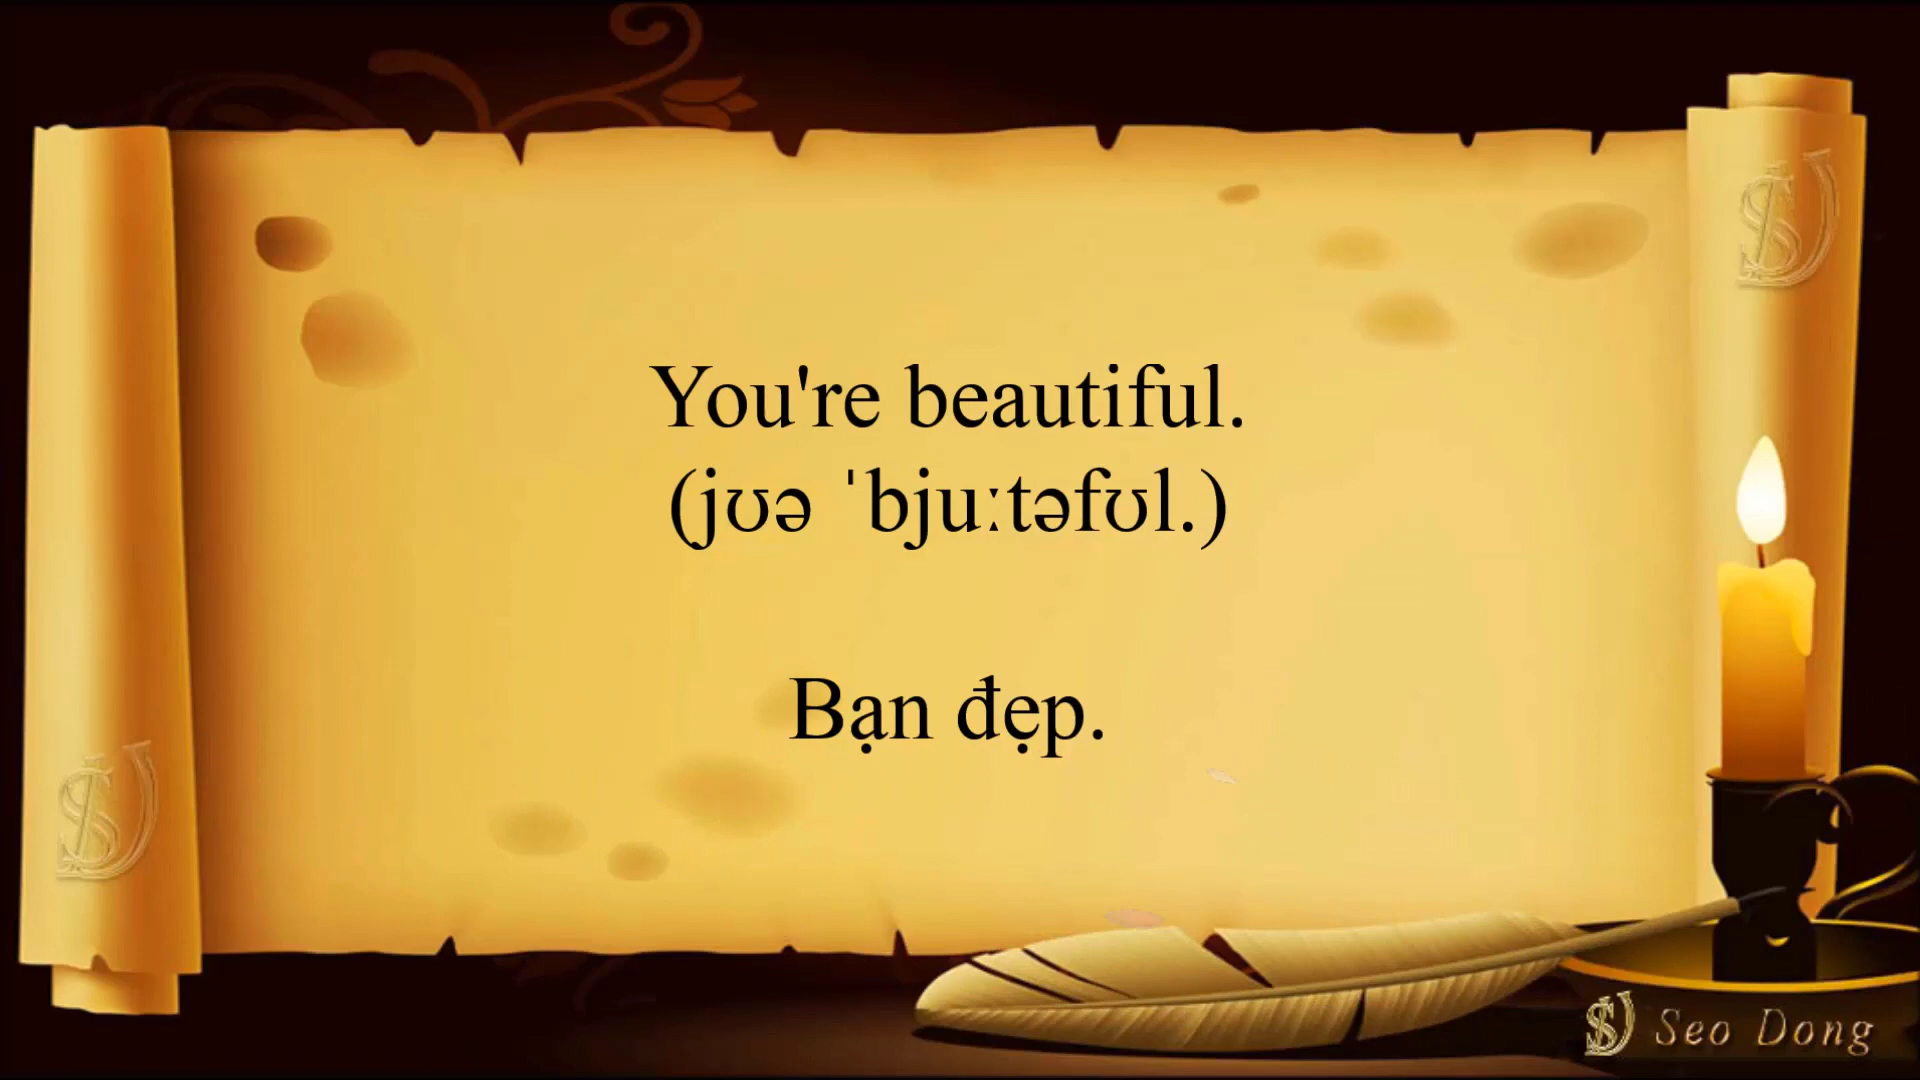 You're beautiful.
(jʊə ˈbjuːtəfʊl.)
Bạn đẹp.
Seo Dong